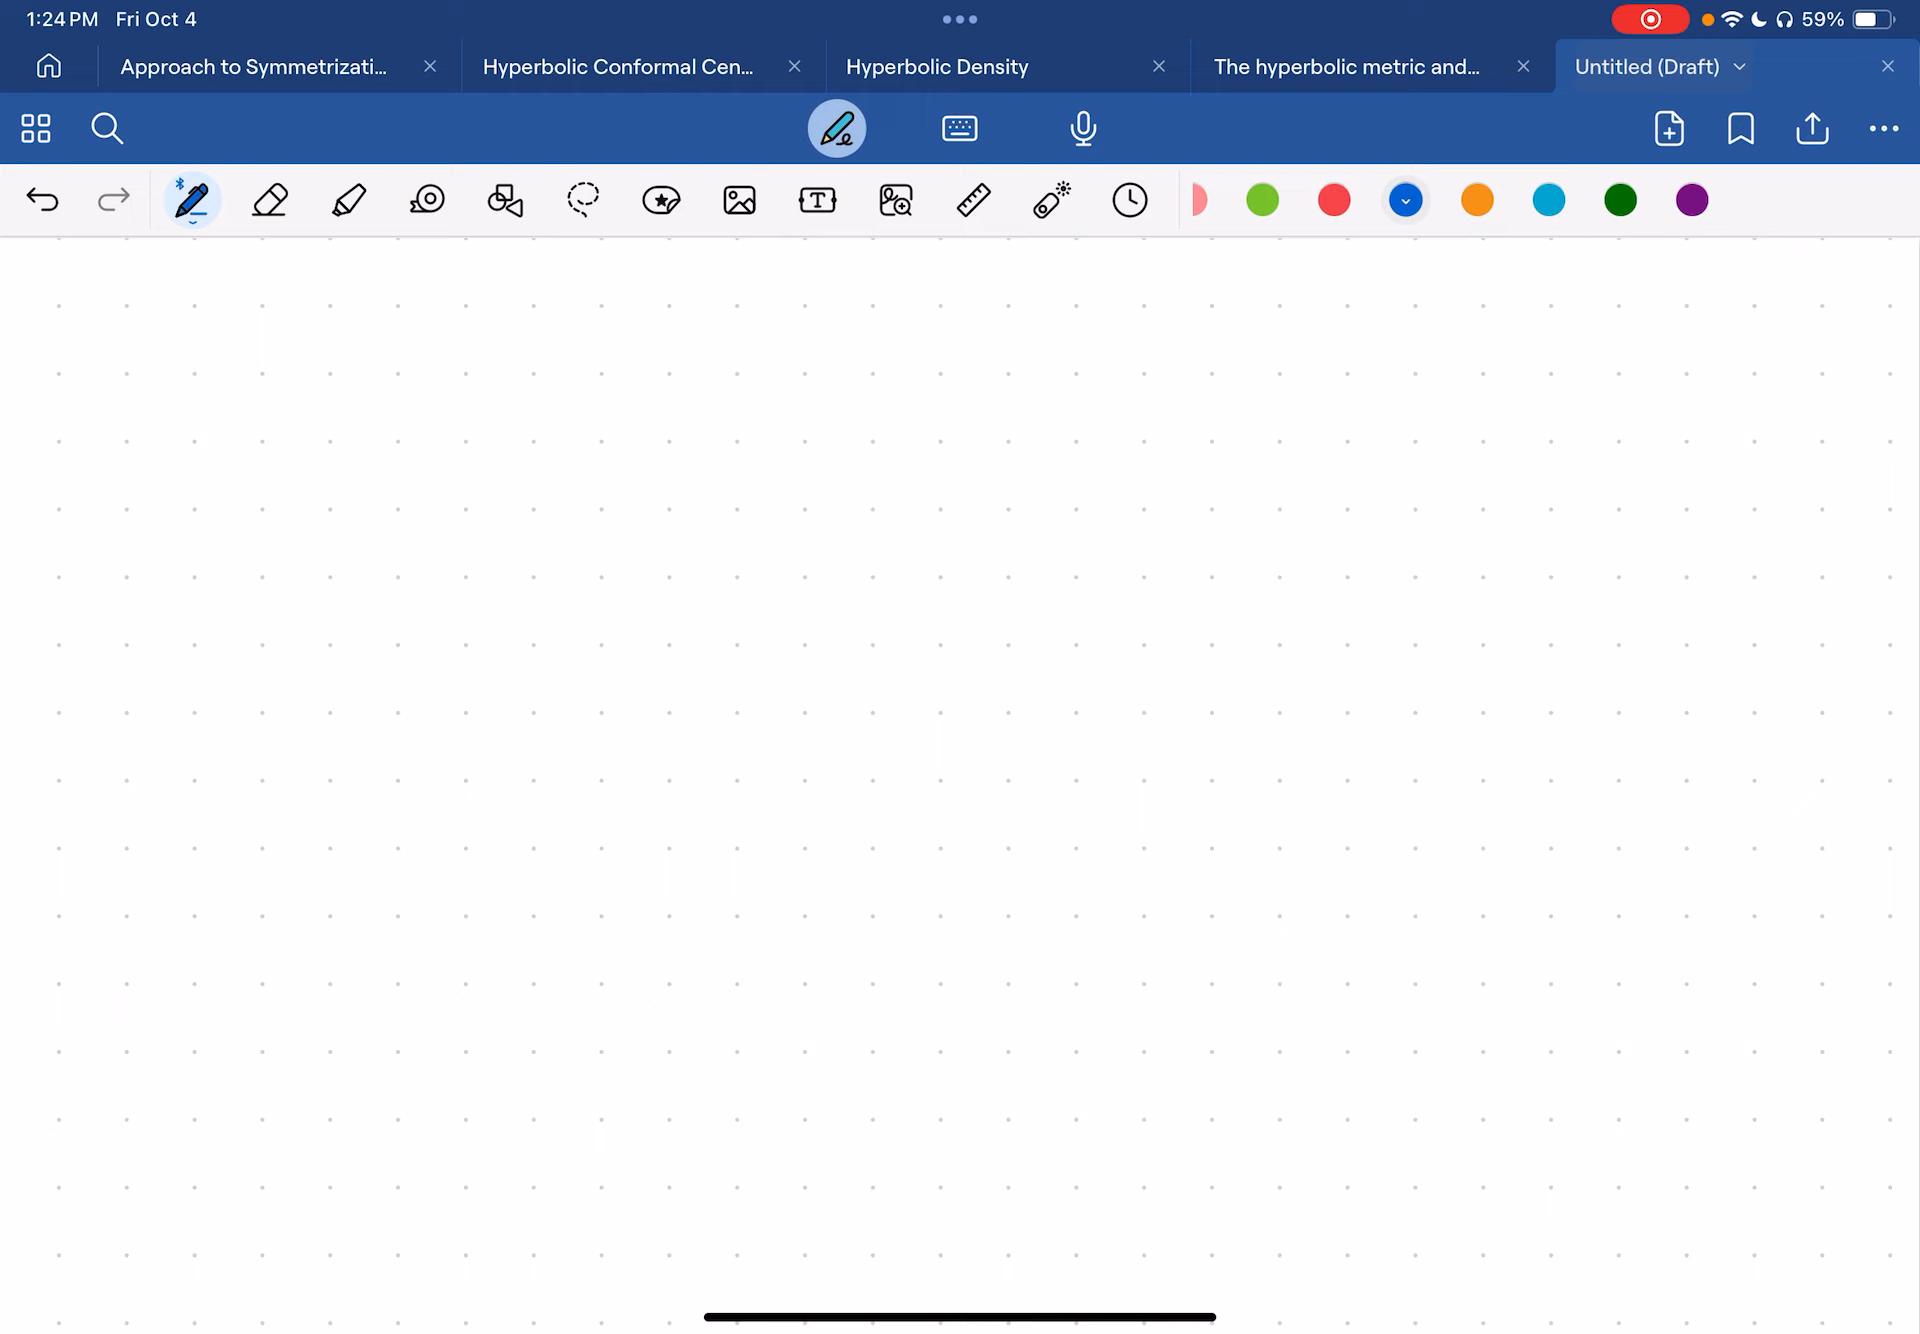 1:24 PM Fri Oct 4 59%
Approach to Symmetrizati... Hyperbolic Conformal Cen... Hyperbolic Density The hyperbolic metric and... Untitled (Draft)
T